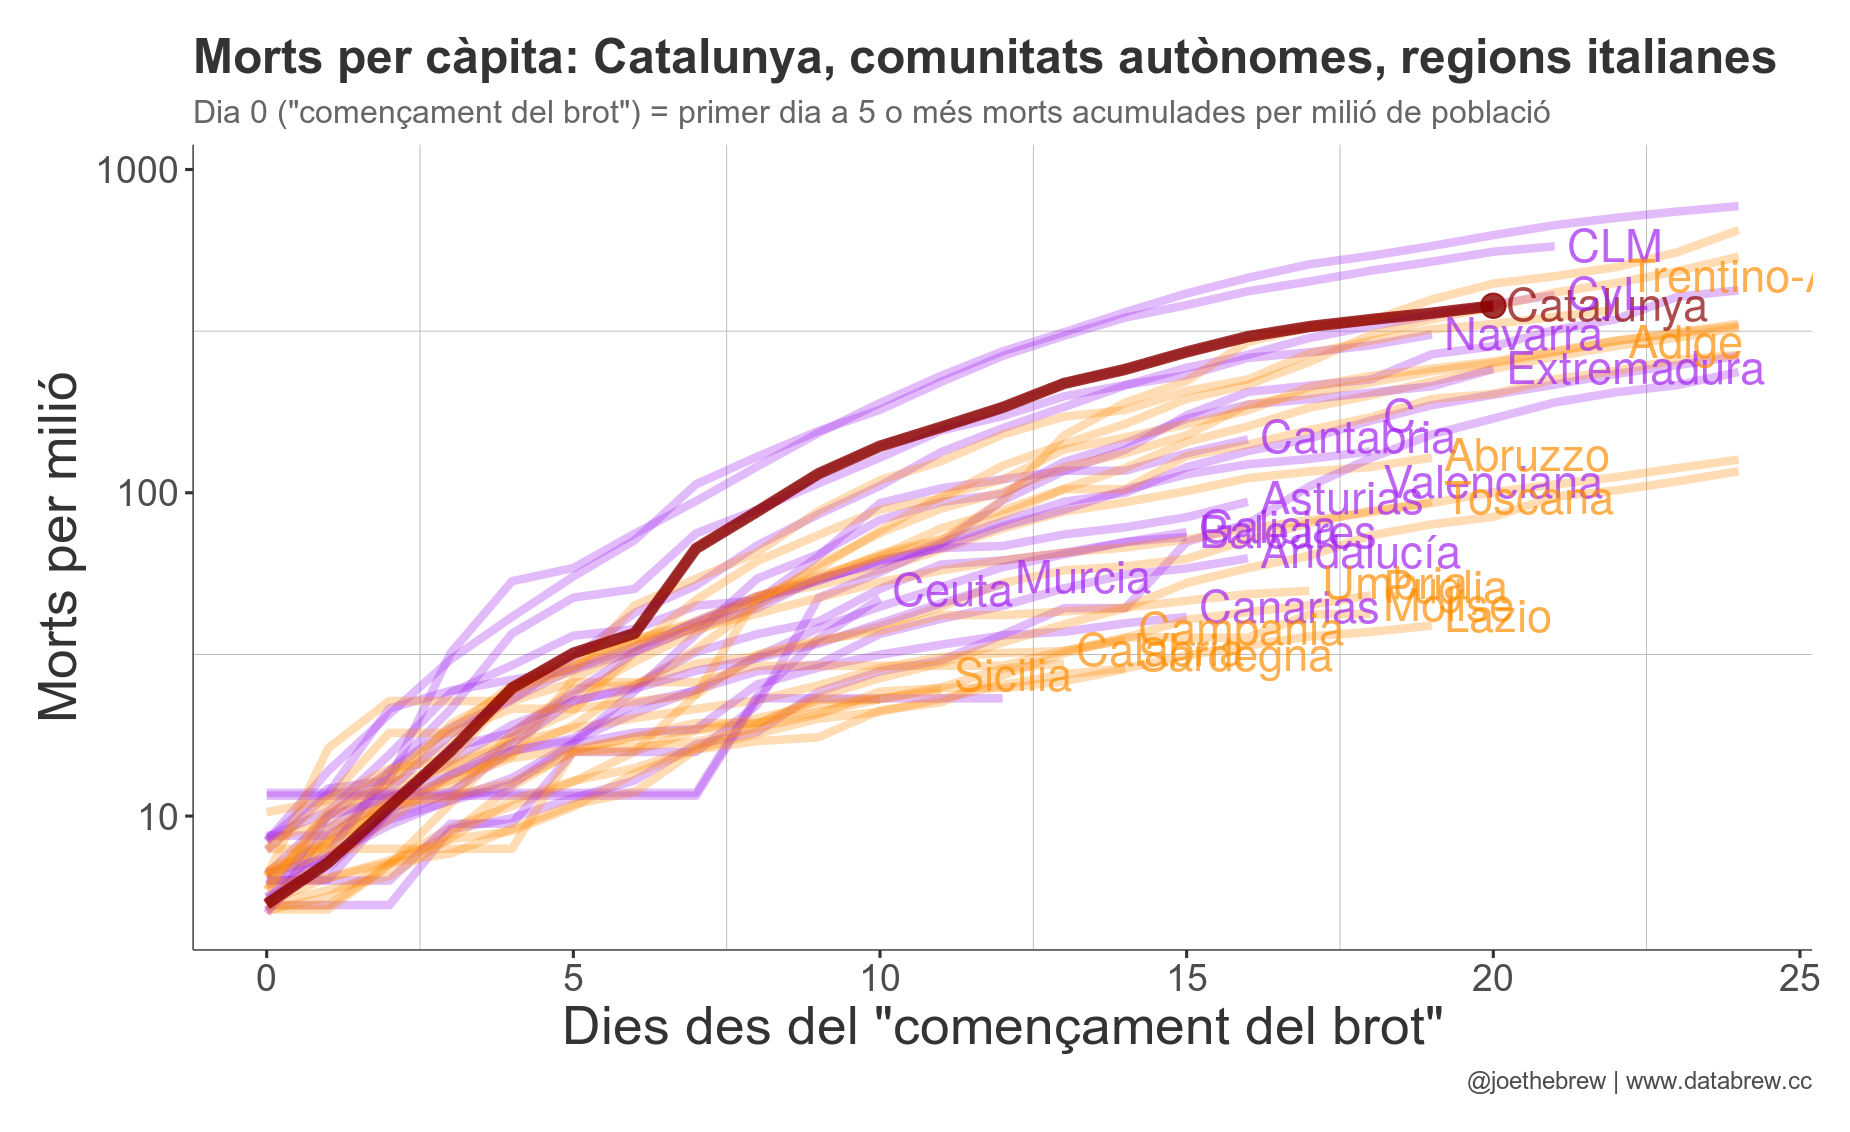 Morts per càpita: Catalunya, comunitats autònomes, regions italianes
Dia 0 ("començament del brot") = primer dia a 5 o més morts acumulades per milió de població
Morts per milió
1000
100
10
CLM
Trentino-A
CyL
Catalunya
Navarra
Adige
Extremadura
C.
Cantabria
Abruzzo
Valenciana
Asturias
Toscana
Galicia
Baleares
Andalucía
Murcia
Ceuta
Umbria
Puglia
Molise
Canarias
Lazio
Campania
Calabria
Sardegna
Sicilia
0 5 10 15 20 25
Dies des del "començament del brot"
@joethebrew | www.databrew.cc